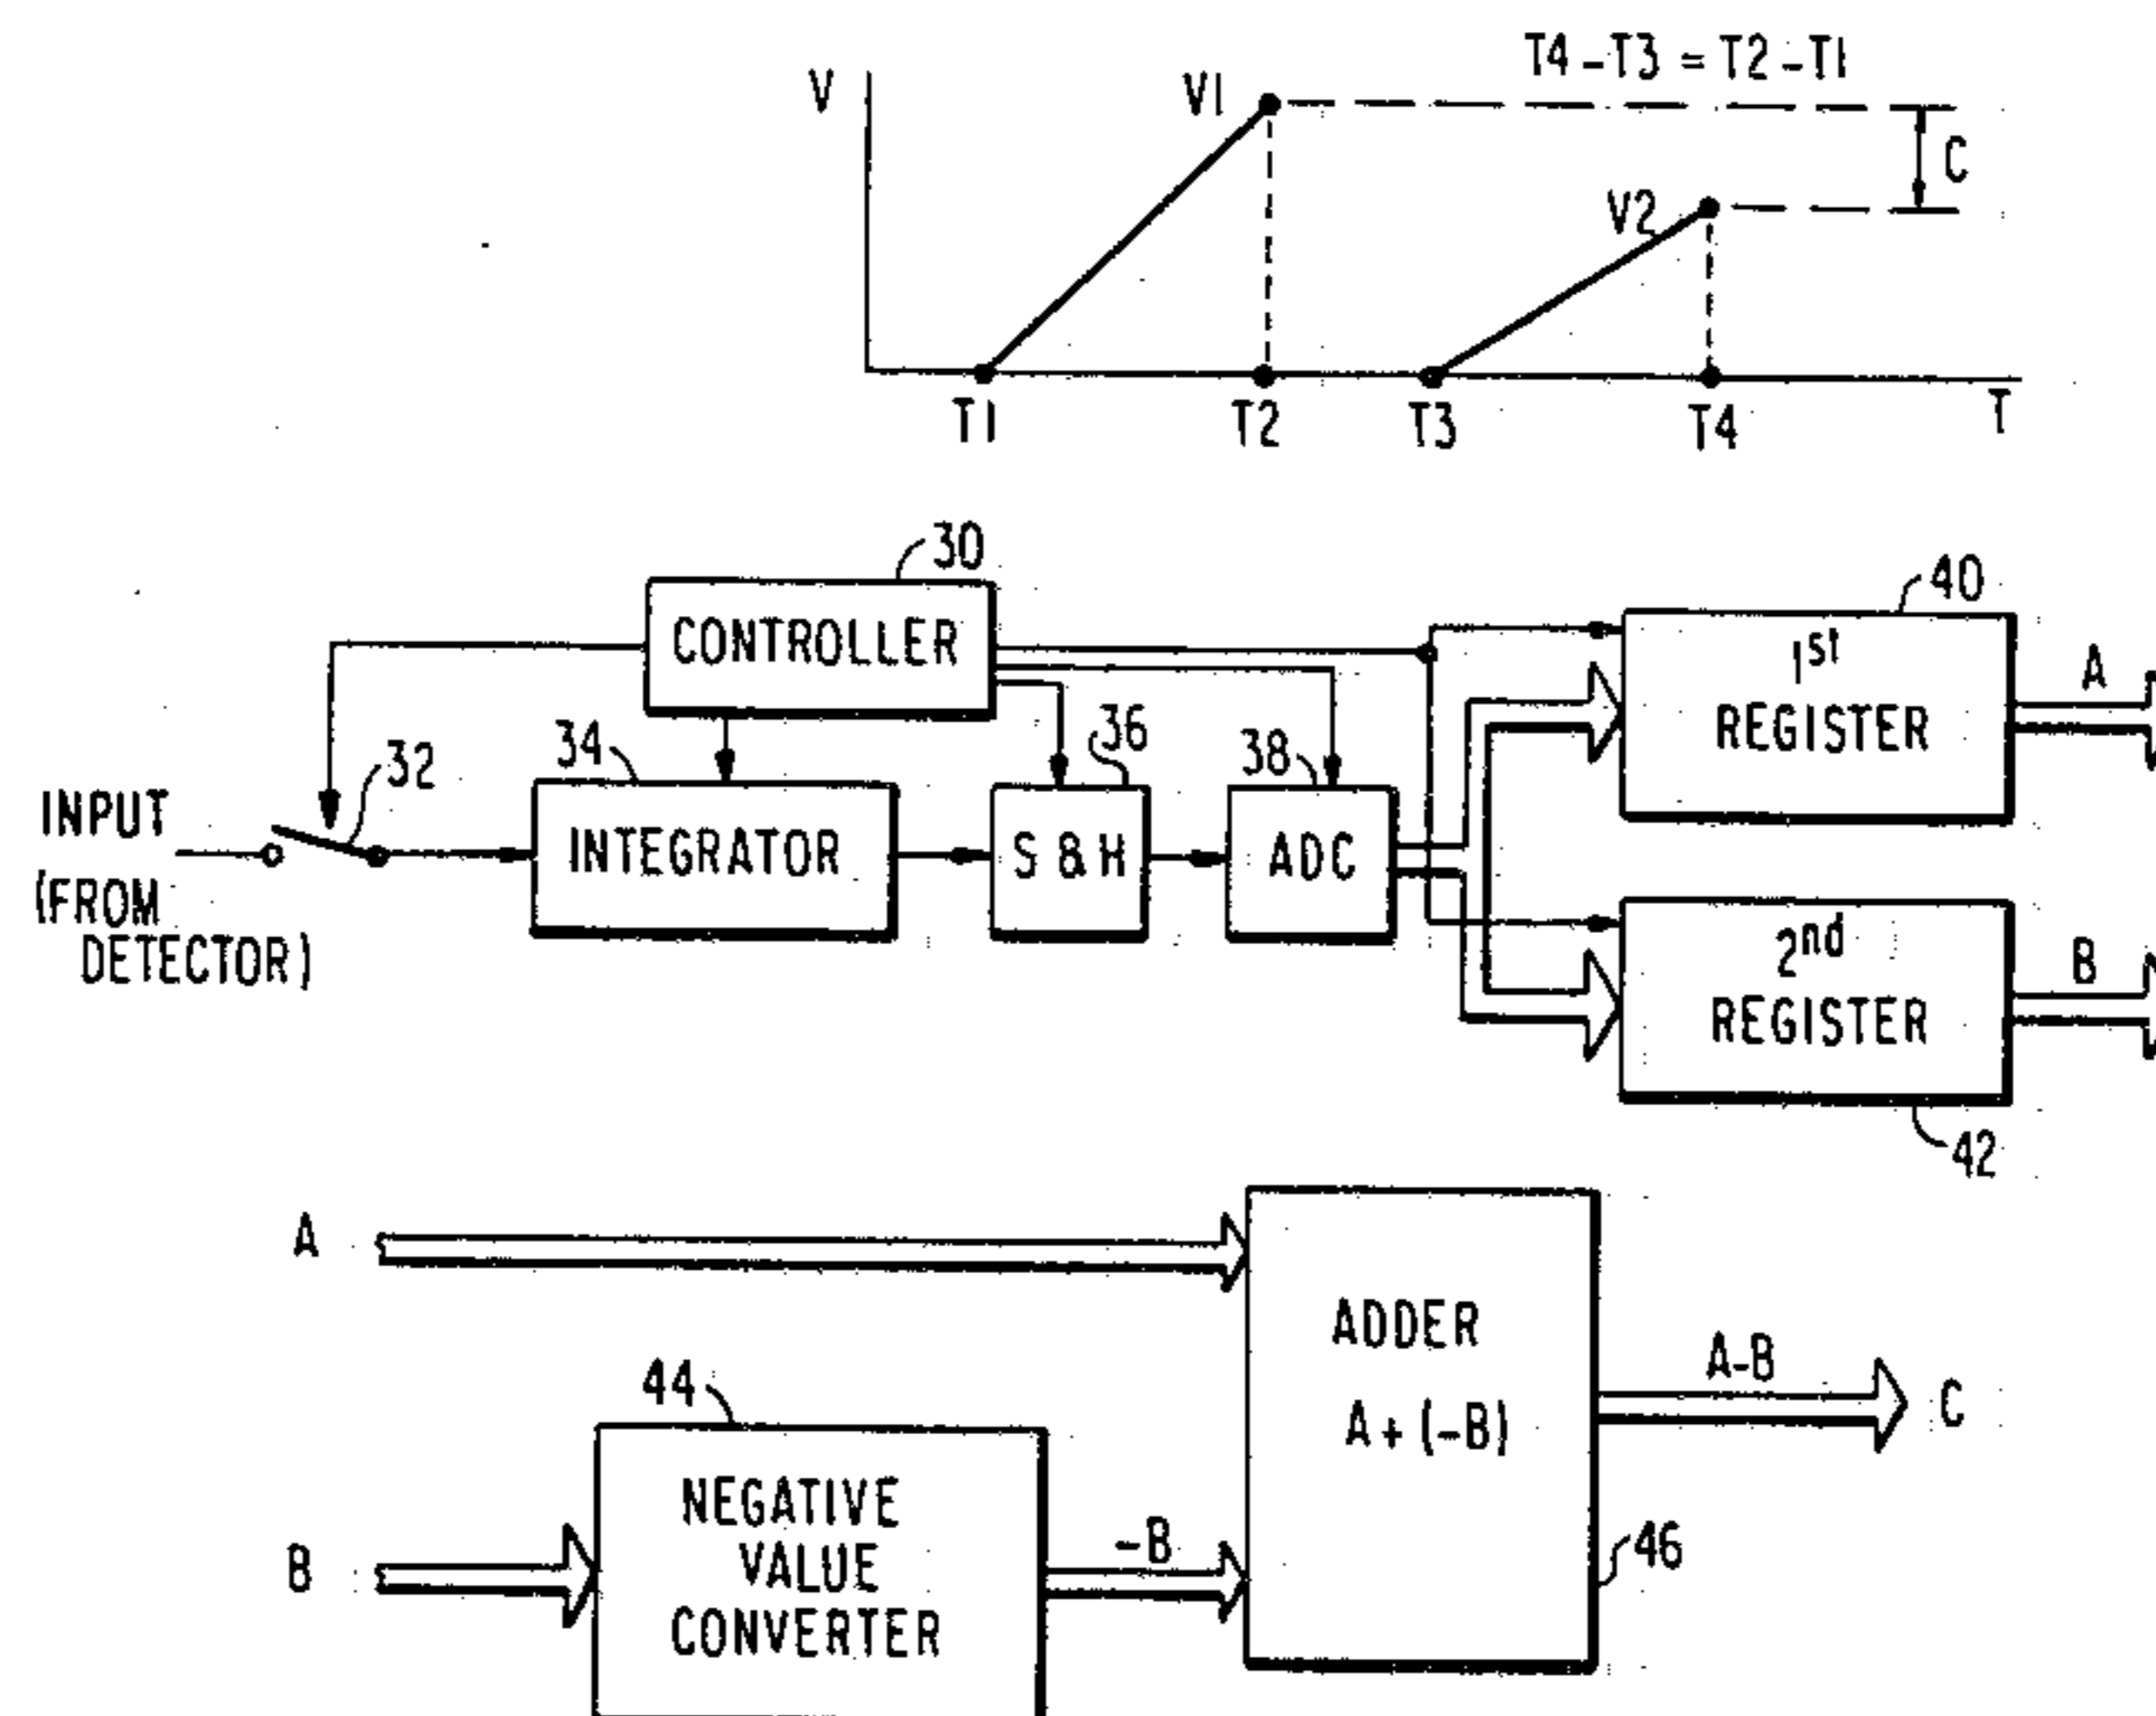 T4-T3 = T2-T1
V
V1
C
V2
T1
T2
T3
T4
T
30
CONTROLLER
40
1st
REGISTER
A
34
36
38
32
INPUT
(FROM
DETECTOR)
INTEGRATOR
S & H
ADC
2nd
REGISTER
B
42
A
ADDER
A + (-B)
A-B
C
44
NEGATIVE
VALUE
CONVERTER
B
-B
46